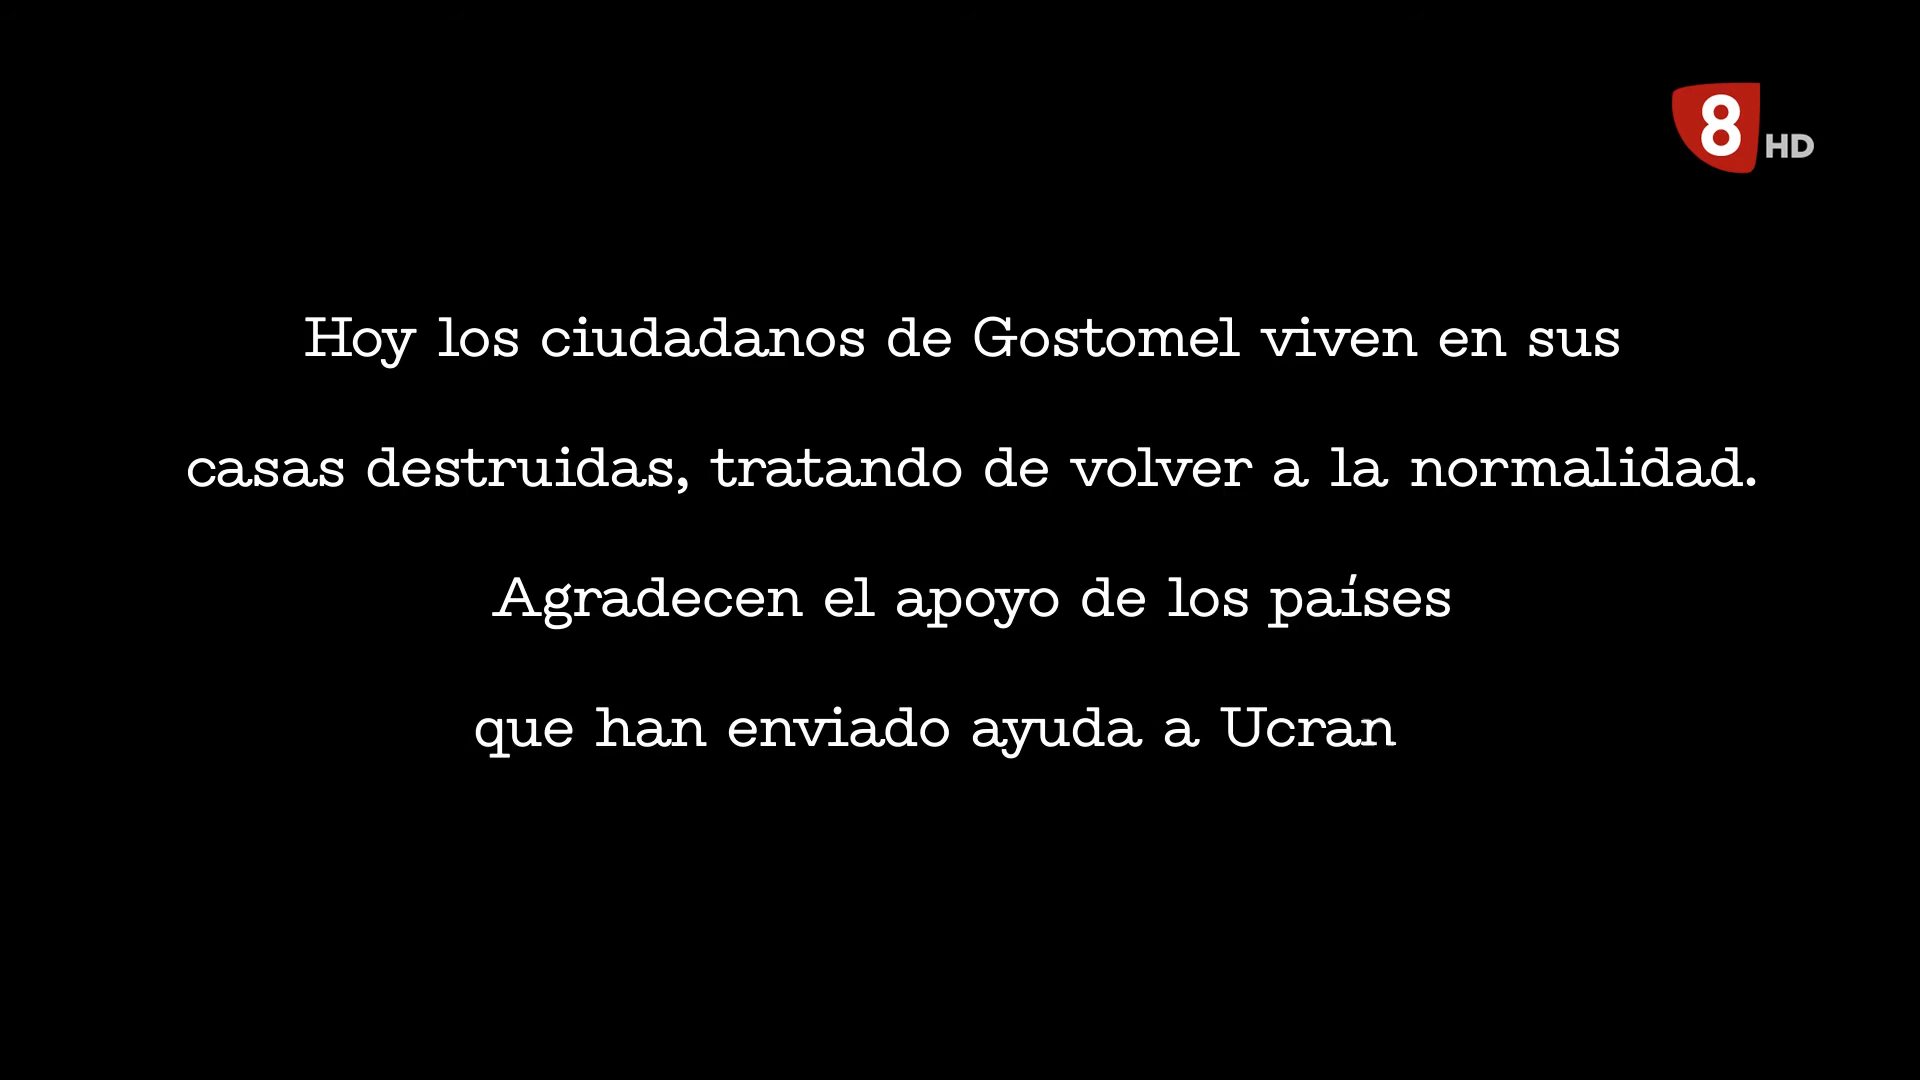 8 HD
Hoy los ciudadanos de Gostomel viven en sus
casas destruidas, tratando de volver a la normalidad.
Agradecen el apoyo de los países
que han enviado ayuda a Ucran